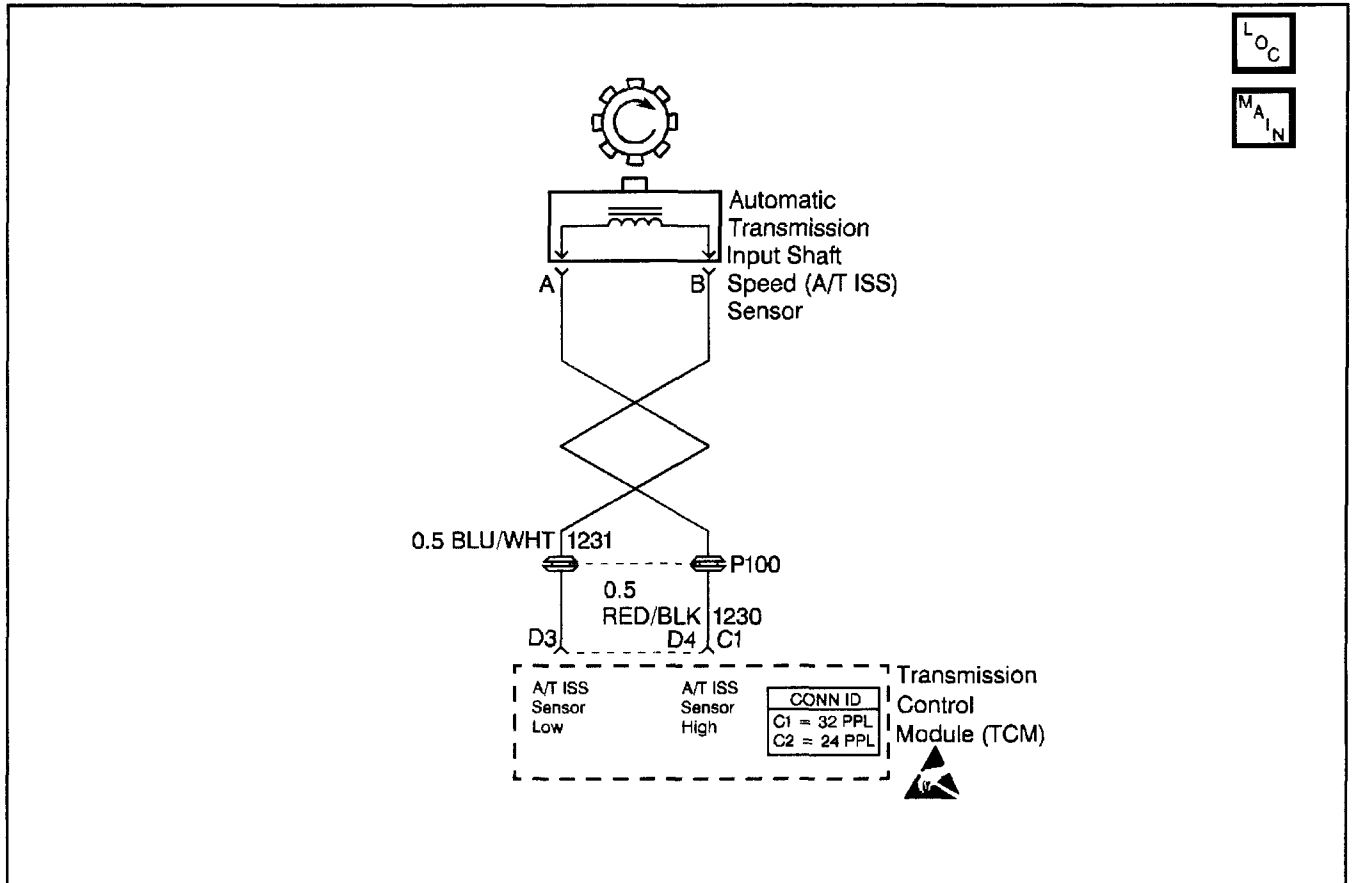 LOC
MAIN
Automatic
Transmission
Input Shaft
Speed (A/T ISS)
Sensor
A
B
0.5 BLU/WHT 1231
P100
0.5
RED/BLK 1230
D3
D4 C1
A/T ISS
Sensor
Low
A/T ISS
Sensor
High
CONN ID
C1 = 32 PPL
C2 = 24 PPL
Transmission
Control
Module (TCM)